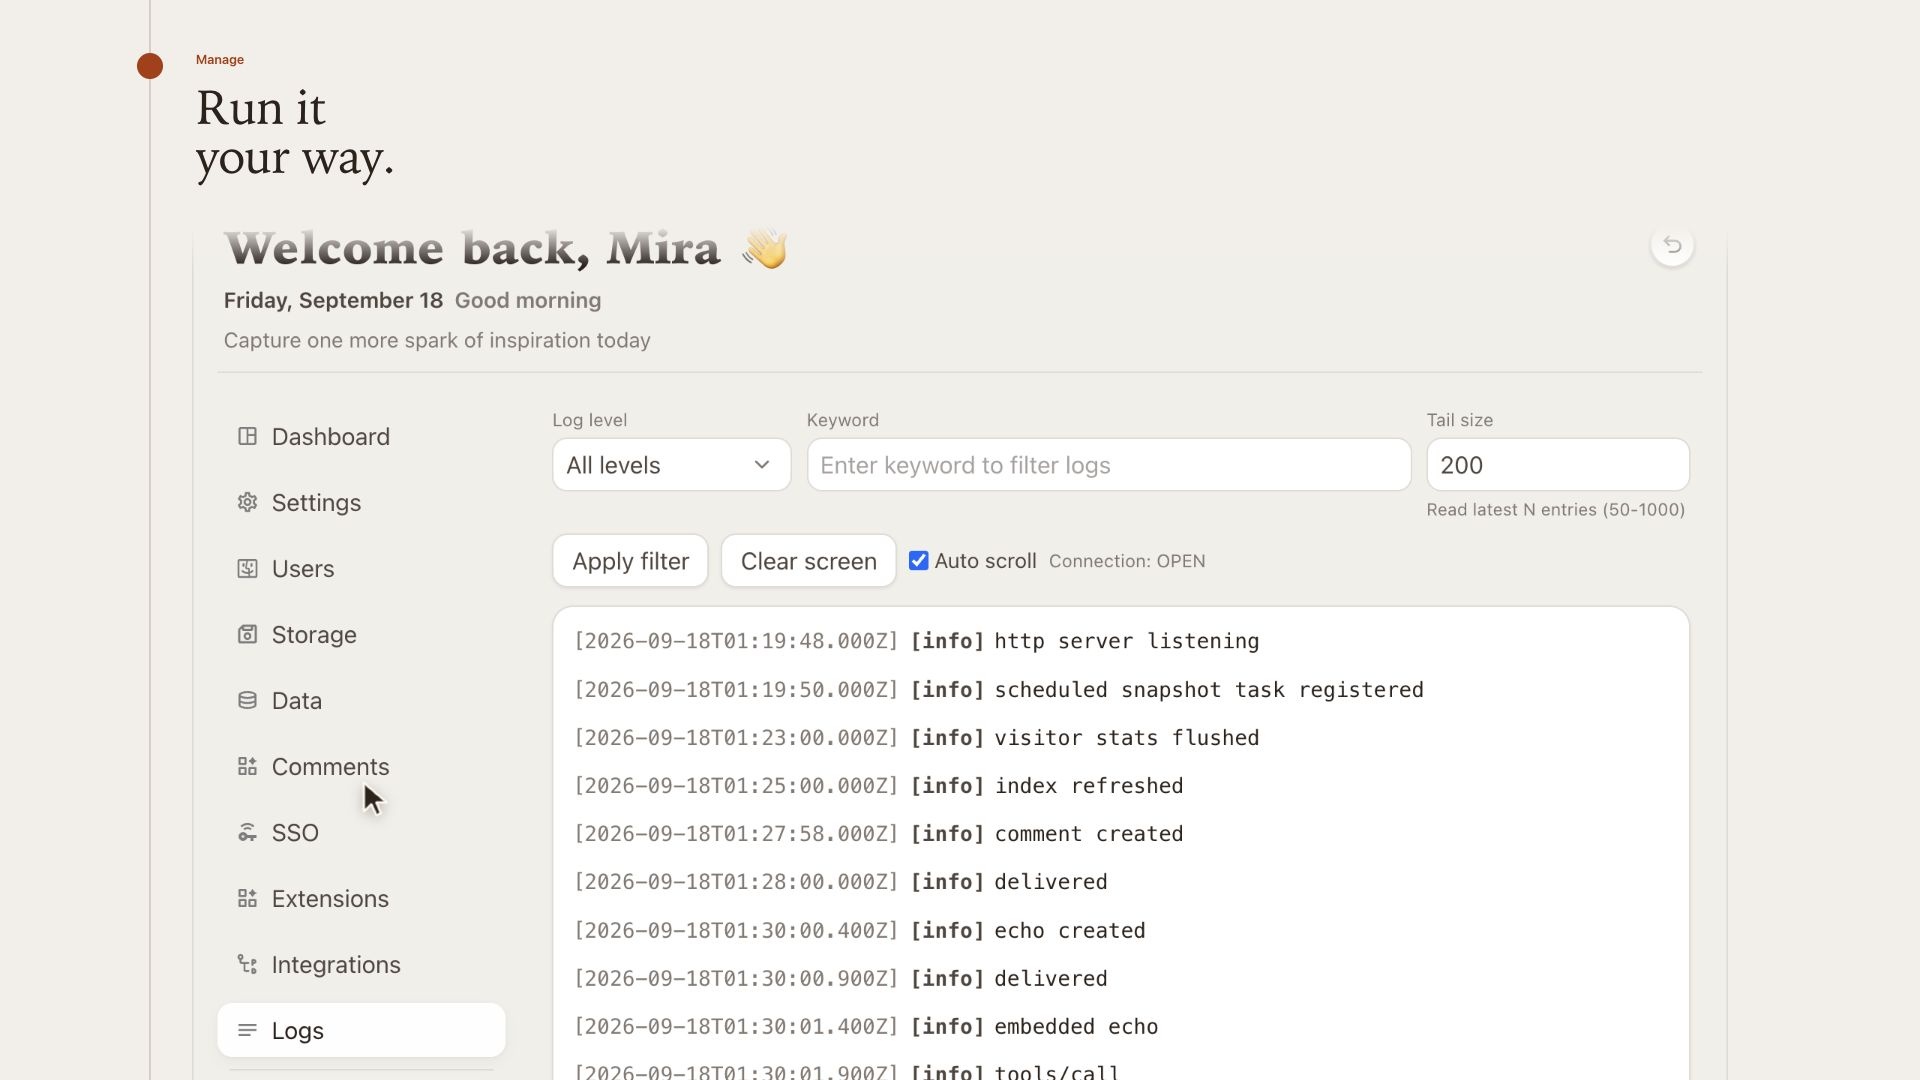 Manage
Run it
your way.
Welcome back, Mira 👋
Friday, September 18 Good morning
Capture one more spark of inspiration today
Dashboard
Settings
Users
Storage
Data
Comments
SSO
Extensions
Integrations
Logs
Log level
All levels
Keyword
Enter keyword to filter logs
Tail size
200
Read latest N entries (50-1000)
Apply filter
Clear screen
Auto scroll
Connection: OPEN
[2026-09-18T01:19:48.000Z] [info] http server listening
[2026-09-18T01:19:50.000Z] [info] scheduled snapshot task registered
[2026-09-18T01:23:00.000Z] [info] visitor stats flushed
[2026-09-18T01:25:00.000Z] [info] index refreshed
[2026-09-18T01:27:58.000Z] [info] comment created
[2026-09-18T01:28:00.000Z] [info] delivered
[2026-09-18T01:30:00.400Z] [info] echo created
[2026-09-18T01:30:00.900Z] [info] delivered
[2026-09-18T01:30:01.400Z] [info] embedded echo
[2026-09-18T01:30:01.900Z] [info] tools/call